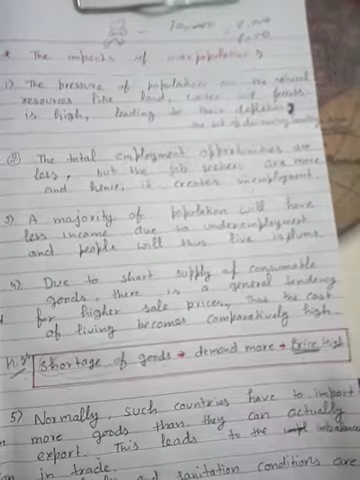 * The impacts of overpopulation :
1) The pressure of population on the natural
resources like land, water and forests
is high, leading to their depletion,
the act of decreasing
② The total employment opportunities are
less, but the job seekers are more
and hence, it creates unemployment
3) A majority of population will have
less income due to underemployment
and people will thus live in slums.
4) Due to short supply of consumable
goods, there is a general tendency
for higher sale prices, thus the cost
of living becomes comparatively high.
Shortage of goods → demand more → Price High
5) Normally, such countries have to import
more goods than they can actually
export. This leads to the imbalance
in trade.
and sanitation conditions are